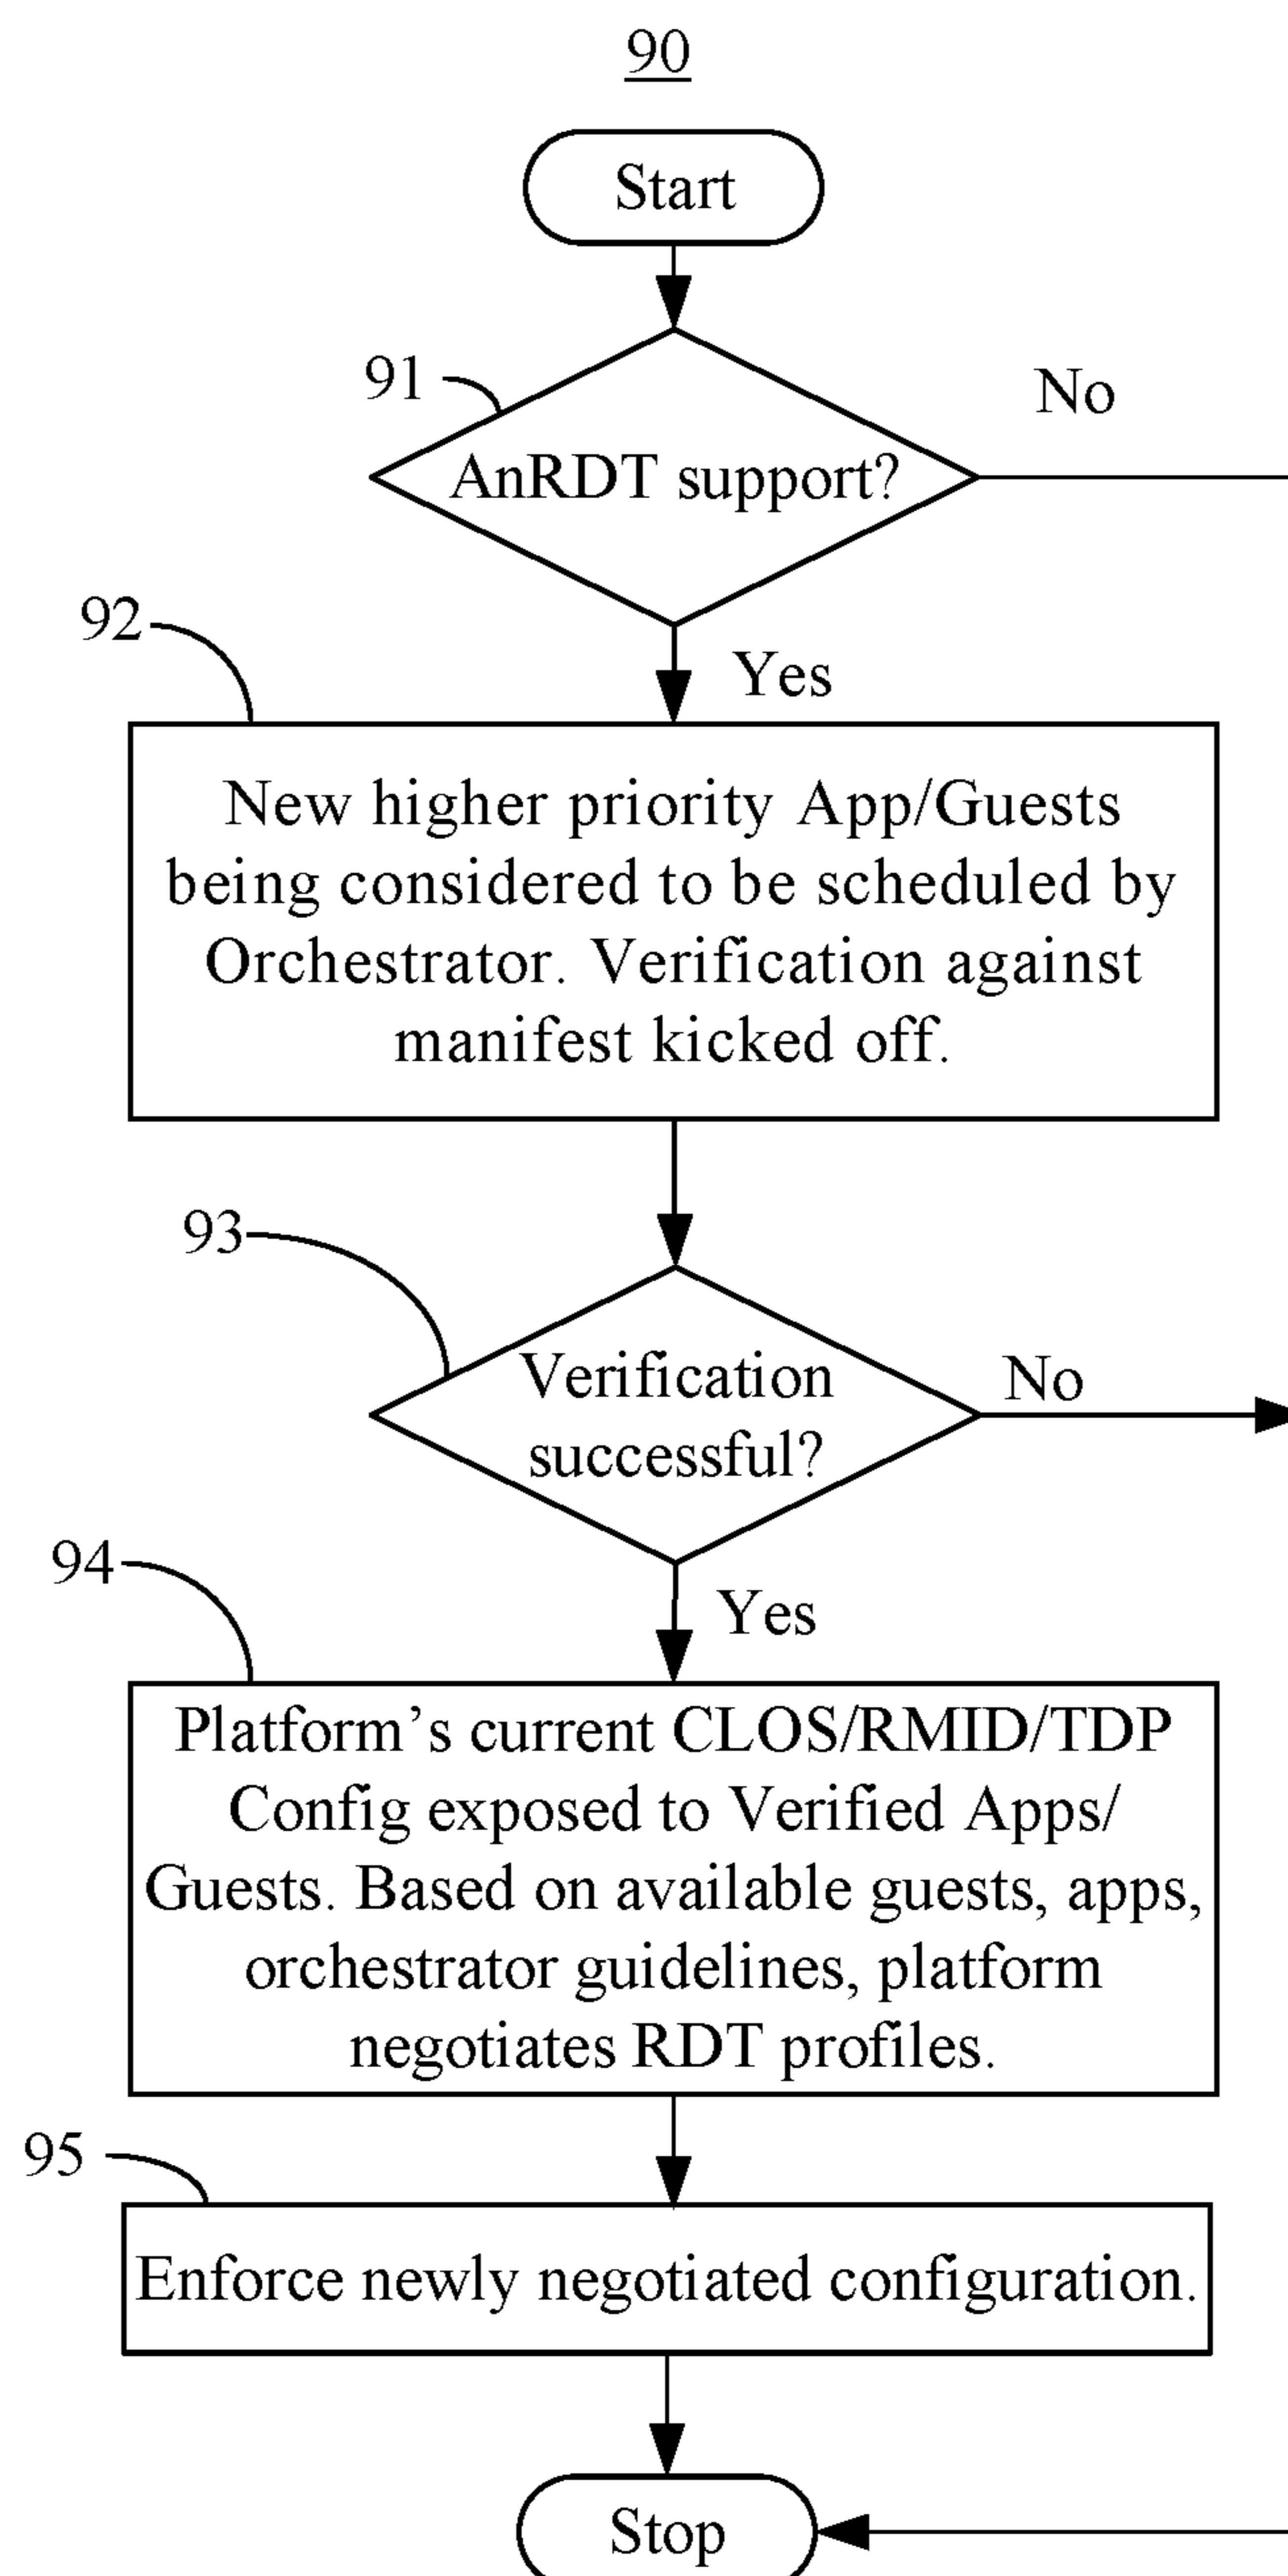 90
Start
91
No
AnRDT support?
92
Yes
New higher priority App/Guests
being considered to be scheduled by
Orchestrator. Verification against
manifest kicked off.
93
Verification
successful?
No
94
Yes
Platform’s current CLOS/RMID/TDP
Config exposed to Verified Apps/
Guests. Based on available guests, apps,
orchestrator guidelines, platform
negotiates RDT profiles.
95
Enforce newly negotiated configuration.
Stop